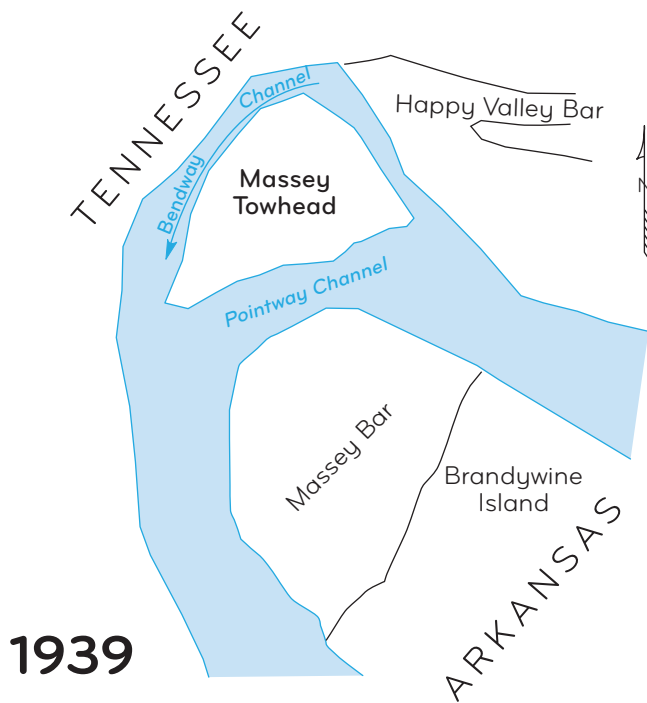 TENNESSEE
Channel
Happy Valley Bar
Bendway
Massey
Towhead
N
Pointway Channel
Massey Bar
Brandywine
Island
ARKANSAS
1939